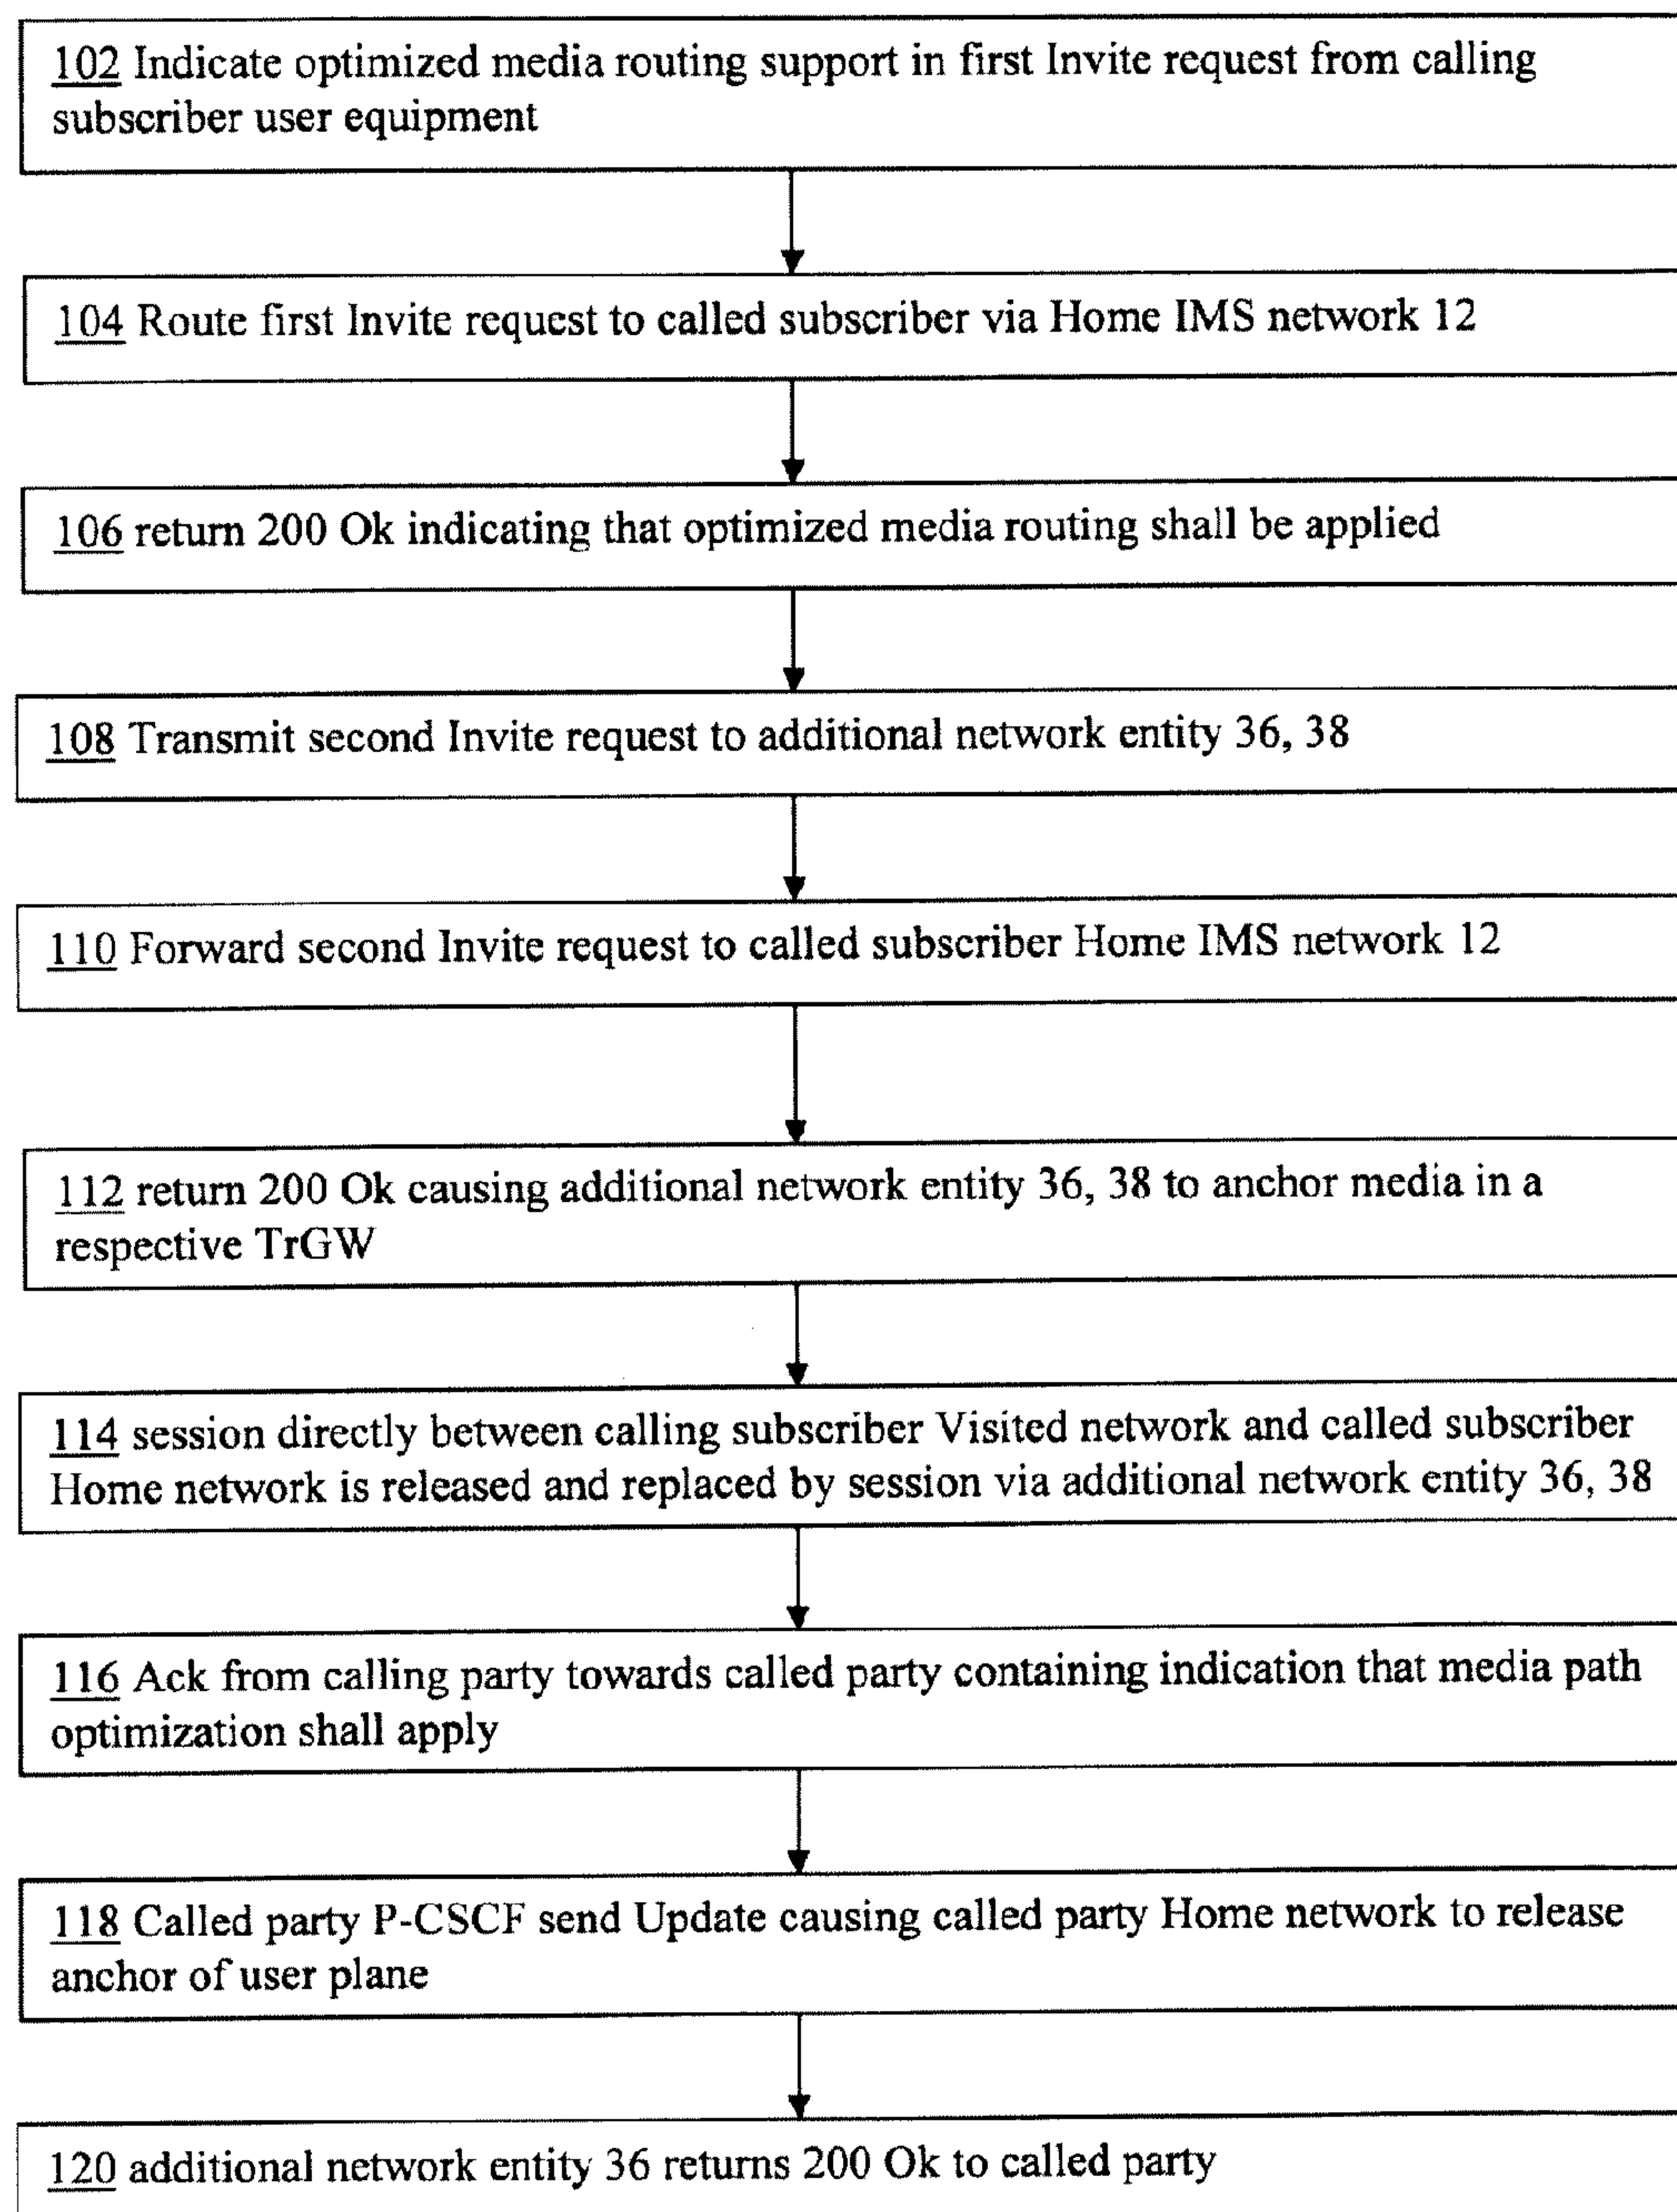 102 Indicate optimized media routing support in first Invite request from calling
subscriber user equipment
104 Route first Invite request to called subscriber via Home IMS network 12
106 return 200 Ok indicating that optimized media routing shall be applied
108 Transmit second Invite request to additional network entity 36, 38
110 Forward second Invite request to called subscriber Home IMS network 12
112 return 200 Ok causing additional network entity 36, 38 to anchor media in a
respective TrGW
114 session directly between calling subscriber Visited network and called subscriber
Home network is released and replaced by session via additional network entity 36, 38
116 Ack from calling party towards called party containing indication that media path
optimization shall apply
118 Called party P-CSCF send Update causing called party Home network to release
anchor of user plane
120 additional network entity 36 returns 200 Ok to called party